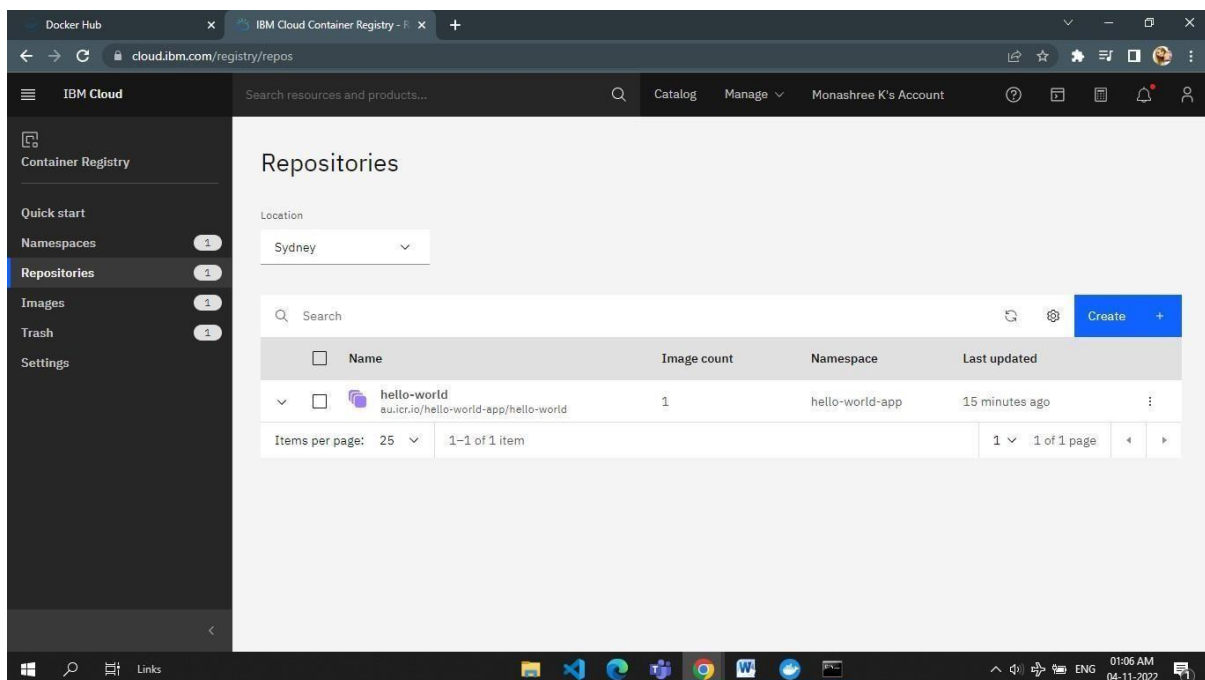 Docker Hub
IBM Cloud Container Registry - R
cloud.ibm.com/registry/repos
IBM Cloud
Search resources and products...
Catalog
Manage
Monashree K's Account
Container Registry
Quick start
Namespaces 1
Repositories 1
Images 1
Trash 1
Settings
Repositories
Location
Sydney
Search
Create +
Name Image count Namespace Last updated
hello-world
au.icr.io/hello-world-app/hello-world
1 hello-world-app 15 minutes ago
Items per page: 25 1–1 of 1 item 1 1 of 1 page
Links
ENG
01:06 AM
04-11-2022